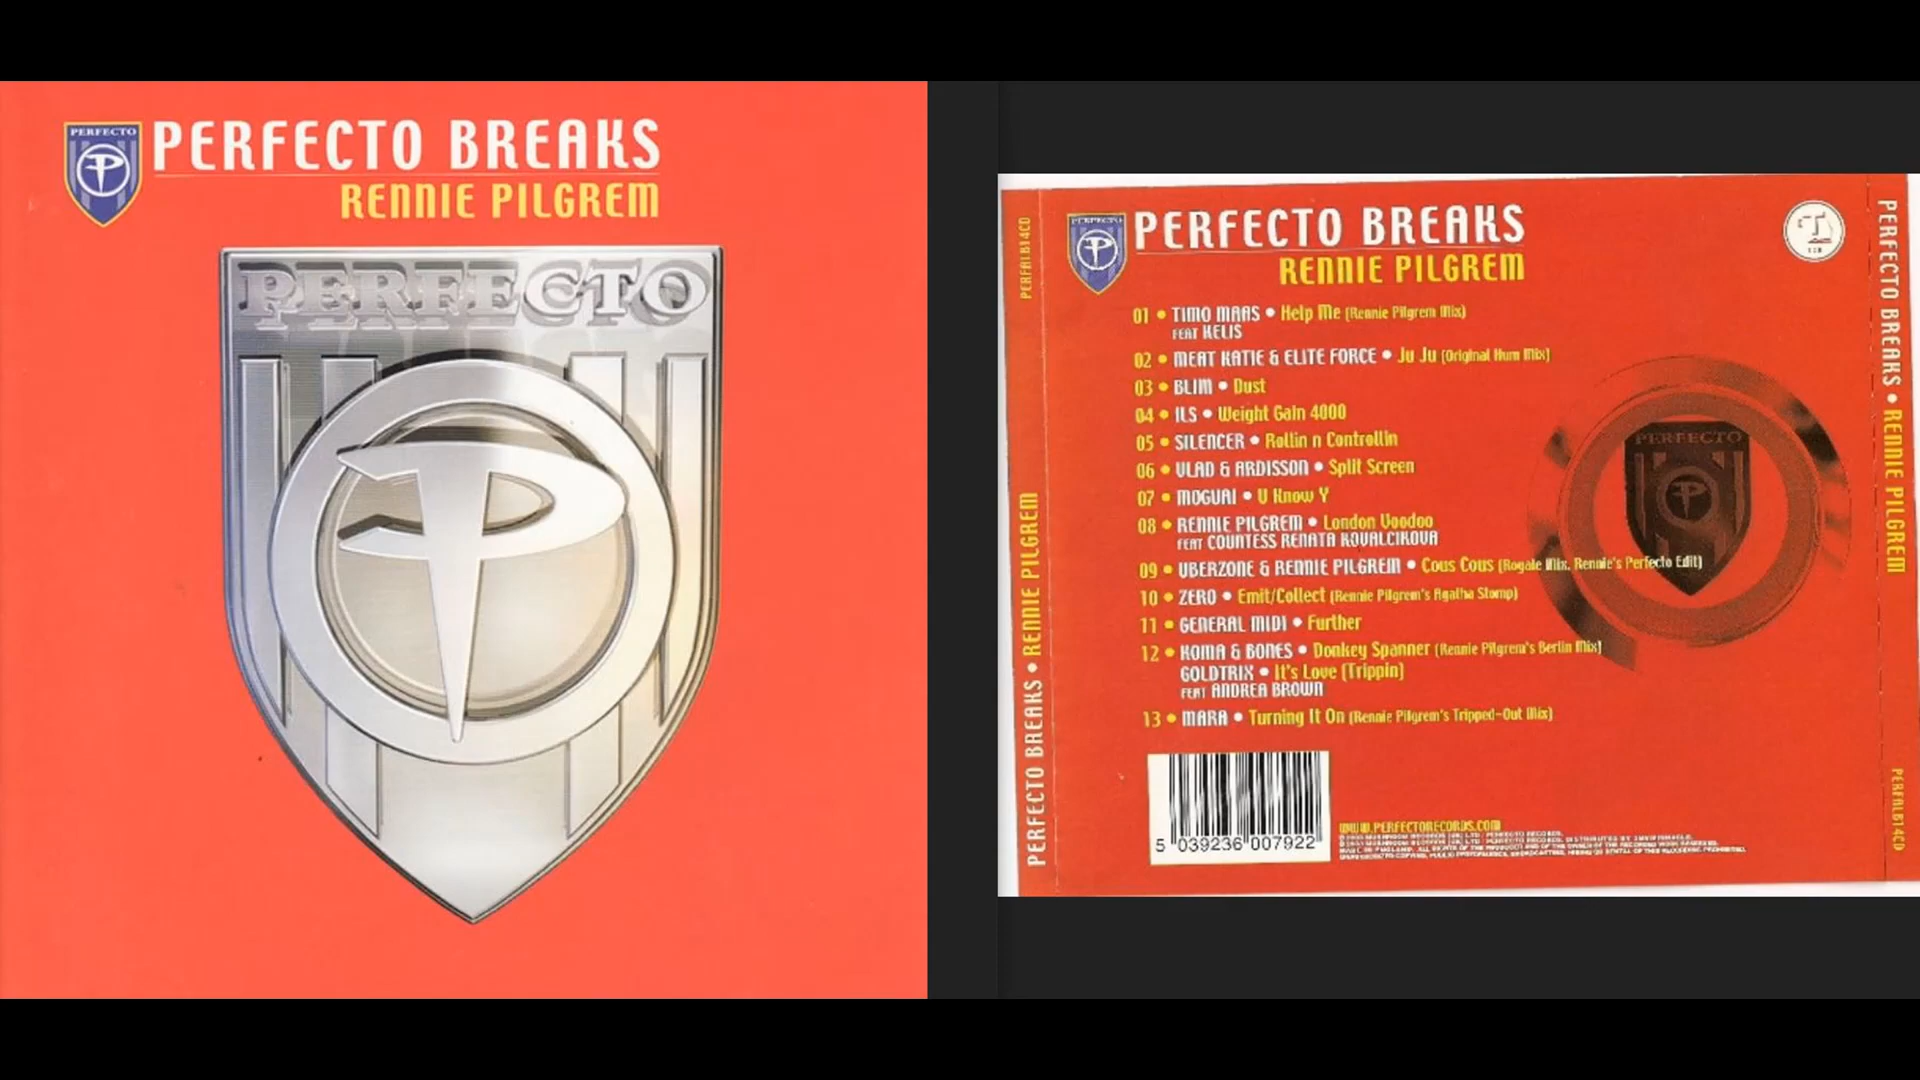 PERFECTO
PERFECTO BREAKS
RENNIE PILGREM
PERFECTO
P
PERFECTO
PERFECTO BREAKS
RENNIE PILGREM
01 • TIMO MAAS • Help Me (Rennie Pilgrem Mix)
FEAT KELIS
02 • MEAT KATIE & ELITE FORCE • Ju Ju (Original Hum Mix)
03 • BLIM • Dust
04 • ILS • Weight Gain 4000
05 • SILENCER • Rollin n Controllin
06 • VLAD & ARDISSON • Split Screen
07 • MOGUAI • U Know Y
08 • RENNIE PILGREM • London Voodoo
FEAT COUNTESS RENATA KOVALCIKOVA
09 • UBERZONE & RENNIE PILGREM • Cous Cous (Royale Mix, Rennie's Perfecto Edit)
10 • ZERO • Emit/Collect (Rennie Pilgrem's Agatha Stomp)
11 • GENERAL MIDI • Further
12 • KOMA & BONES • Donkey Spanner (Rennie Pilgrem's Berlin Mix)
GOLDTRIX • It's Love (Trippin)
FEAT ANDREA BROWN
13 • MARA • Turning It On (Rennie Pilgrem's Tripped-Out Mix)
PERFECTO
P
5 039236 007922
WWW.PERFECTORECORDS.COM
PERFECTO BREAKS • RENNIE PILGREM
PERFALB14CD
PERFECTO BREAKS • RENNIE PILGREM
PERFALB14CD